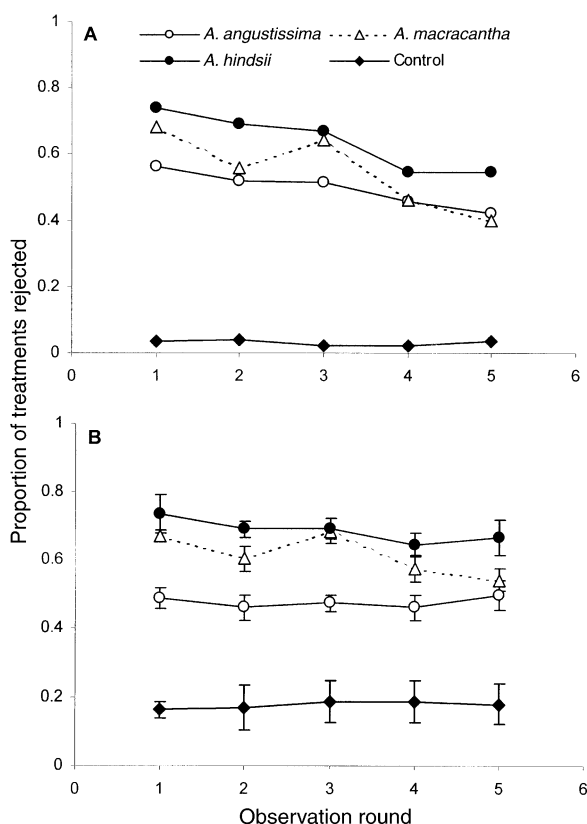 A
A. angustissima
A. macracantha
A. hindsii
Control
1
0.8
0.6
0.4
0.2
0
0 1 2 3 4 5 6
B
1
0.8
0.6
0.4
0.2
0
0 1 2 3 4 5 6
Proportion of treatments rejected
Observation round